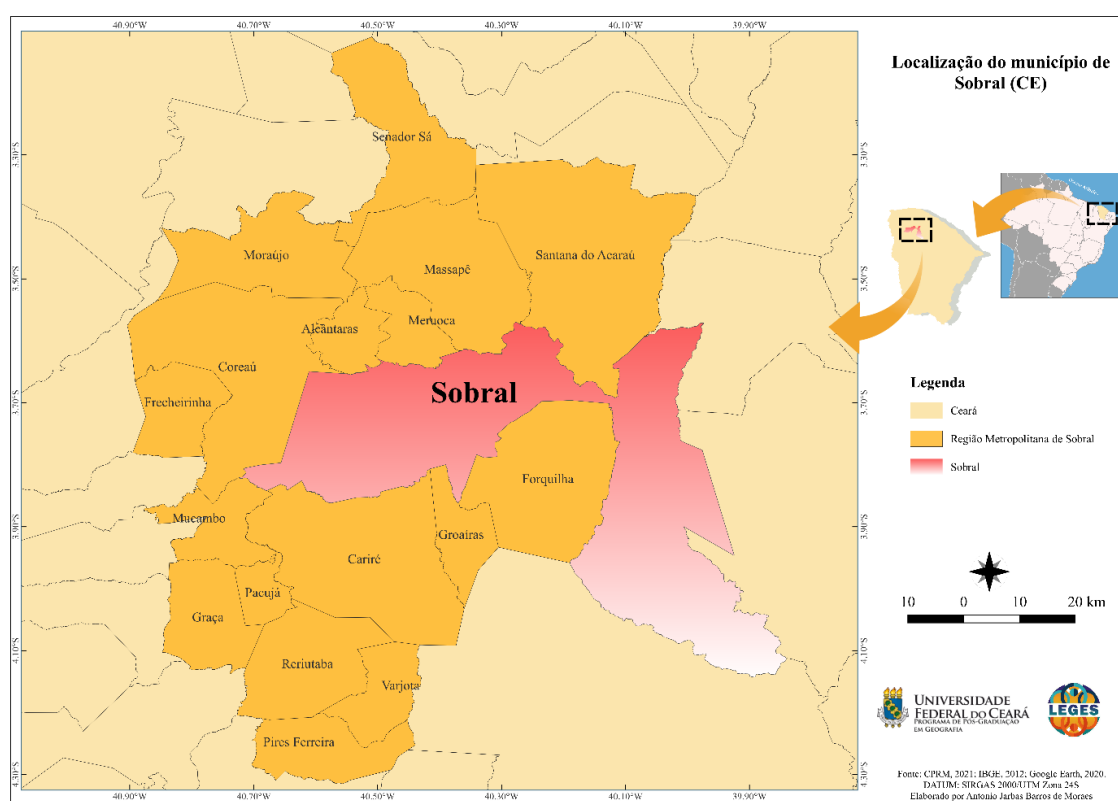 40.90°W 40.70°W 40.50°W 40.30°W 40.10°W 39.90°W
Localização do município de
Sobral (CE)
3.30°S 3.30°S
Senador Sá
Moraújo
Massapê
Santana do Acaraú
3.50°S 3.50°S
Alcântaras
Meruoca
Coreaú
Frecheirinha
Sobral
3.70°S 3.70°S
Legenda
Ceará
Região Metropolitana de Sobral
Sobral
Forquilha
Mucambo
3.90°S 3.90°S
Groaíras
Cariré
Pacujá
Graça
10 0 10 20 km
4.10°S 4.10°S
Reriutaba
Varjota
Pires Ferreira
4.30°S 4.30°S
40.90°W 40.70°W 40.50°W 40.30°W 40.10°W 39.90°W
UNIVERSIDADE
FEDERAL DO CEARÁ
PROGRAMA DE PÓS-GRADUAÇÃO
EM GEOGRAFIA
LEGES
Fonte: CPRM, 2021; IBGE, 2012; Google Earth, 2020.
DATUM: SIRGAS 2000/UTM Zona 24S
Elaborado por Antonio Jarbas Barros de Moraes